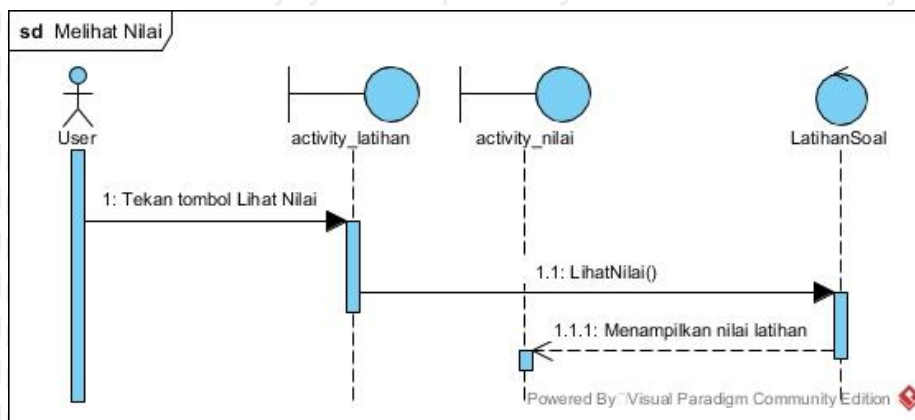 sd Melihat Nilai
User
activity_latihan
activity_nilai
LatihanSoal
1: Tekan tombol Lihat Nilai
1.1: LihatNilai()
1.1.1: Menampilkan nilai latihan
Powered By Visual Paradigm Community Edition